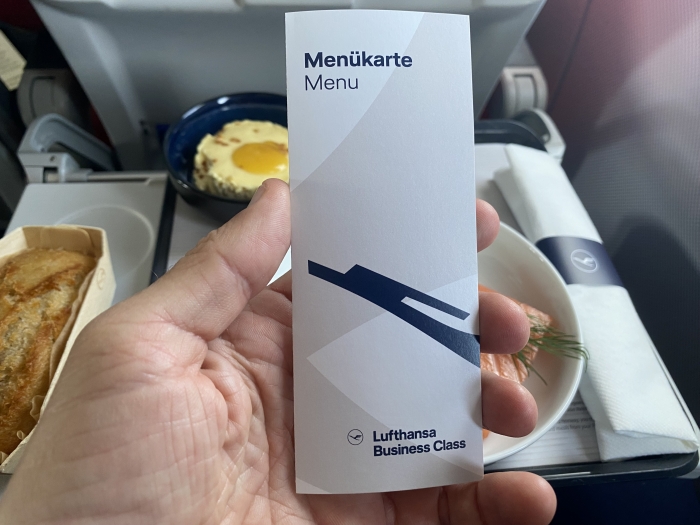 Menükarte
Menu
Lufthansa
Business Class